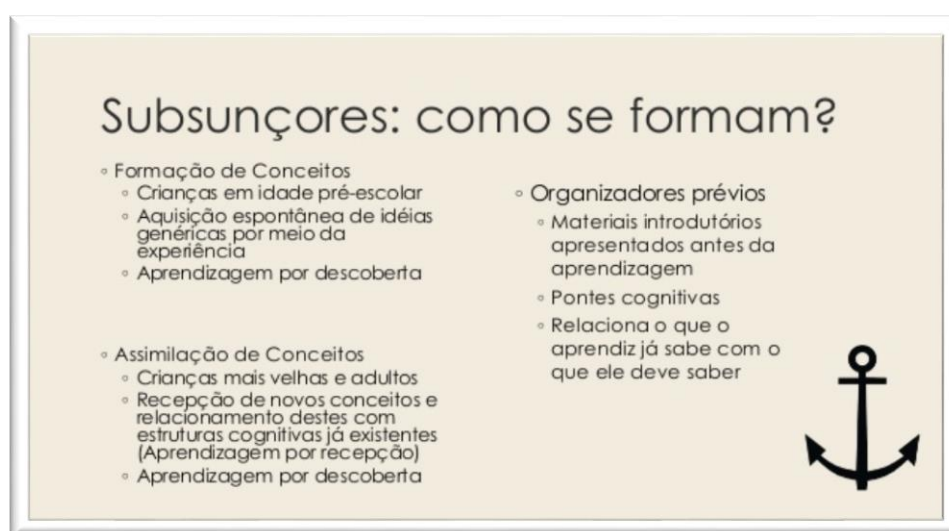 Subsunçores: como se formam?
◦ Formação de Conceitos
◦ Crianças em idade pré-escolar
◦ Aquisição espontânea de idéias
genéricas por meio da
experiência
◦ Aprendizagem por descoberta
◦ Assimilação de Conceitos
◦ Crianças mais velhas e adultos
◦ Recepção de novos conceitos e
relacionamento destes com
estruturas cognitivas já existentes
(Aprendizagem por recepção)
◦ Aprendizagem por descoberta
◦ Organizadores prévios
◦ Materiais introdutórios
apresentados antes da
aprendizagem
◦ Pontes cognitivas
◦ Relaciona o que o
aprendiz já sabe com o
que ele deve saber